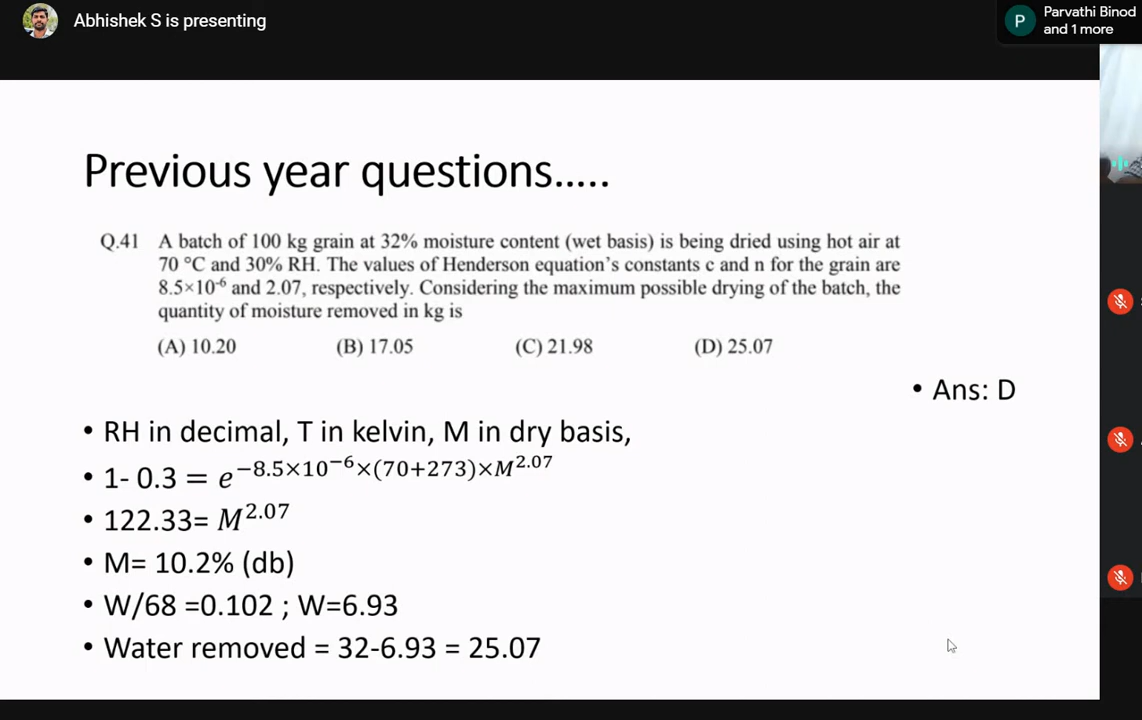 Abhishek S is presenting
P
Parvathi Binod
and 1 more
Previous year questions.....
Q.41 A batch of 100 kg grain at 32% moisture content (wet basis) is being dried using hot air at
70 °C and 30% RH. The values of Henderson equation's constants c and n for the grain are
8.5×10⁻⁶ and 2.07, respectively. Considering the maximum possible drying of the batch, the
quantity of moisture removed in kg is
(A) 10.20 (B) 17.05 (C) 21.98 (D) 25.07
• Ans: D
• RH in decimal, T in kelvin, M in dry basis,
• 1- 0.3 = e^−8.5×10^−6×(70+273)×M^2.07
• 122.33= M^2.07
• M= 10.2% (db)
• W/68 =0.102 ; W=6.93
• Water removed = 32-6.93 = 25.07